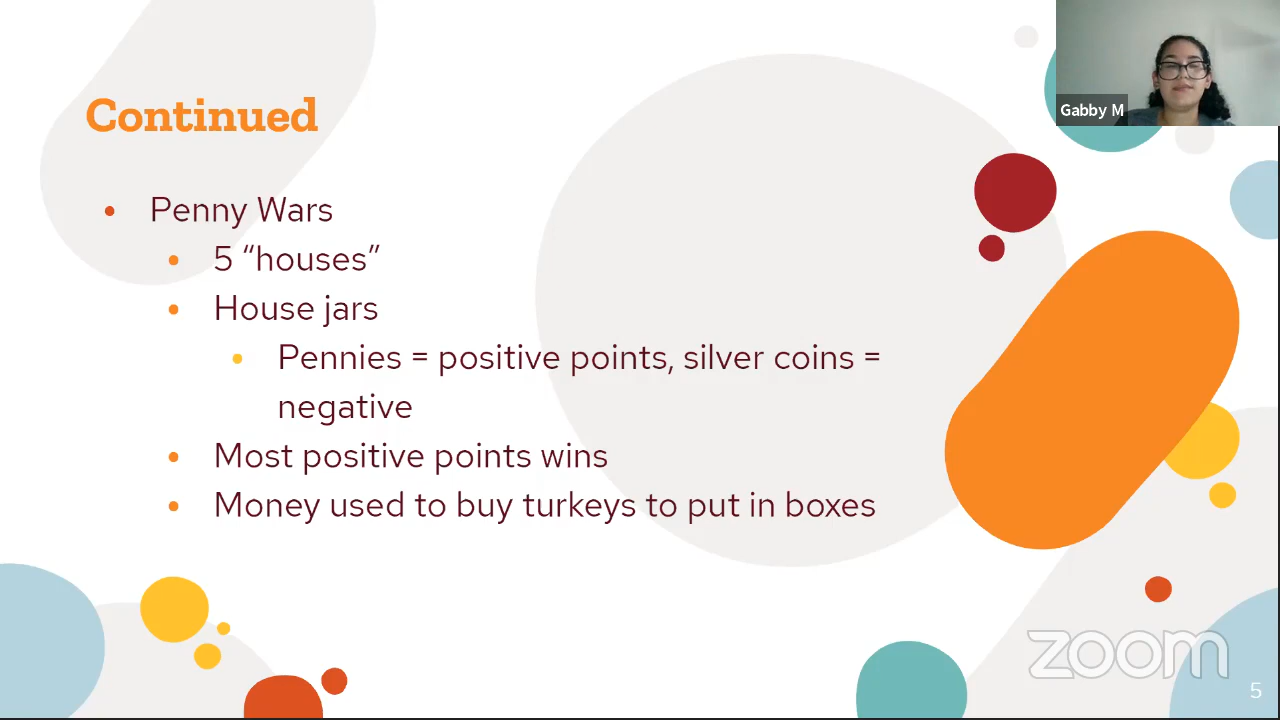 Continued
Gabby M
• Penny Wars
• 5 “houses”
• House jars
• Pennies = positive points, silver coins =
negative
• Most positive points wins
• Money used to buy turkeys to put in boxes
zoom
5